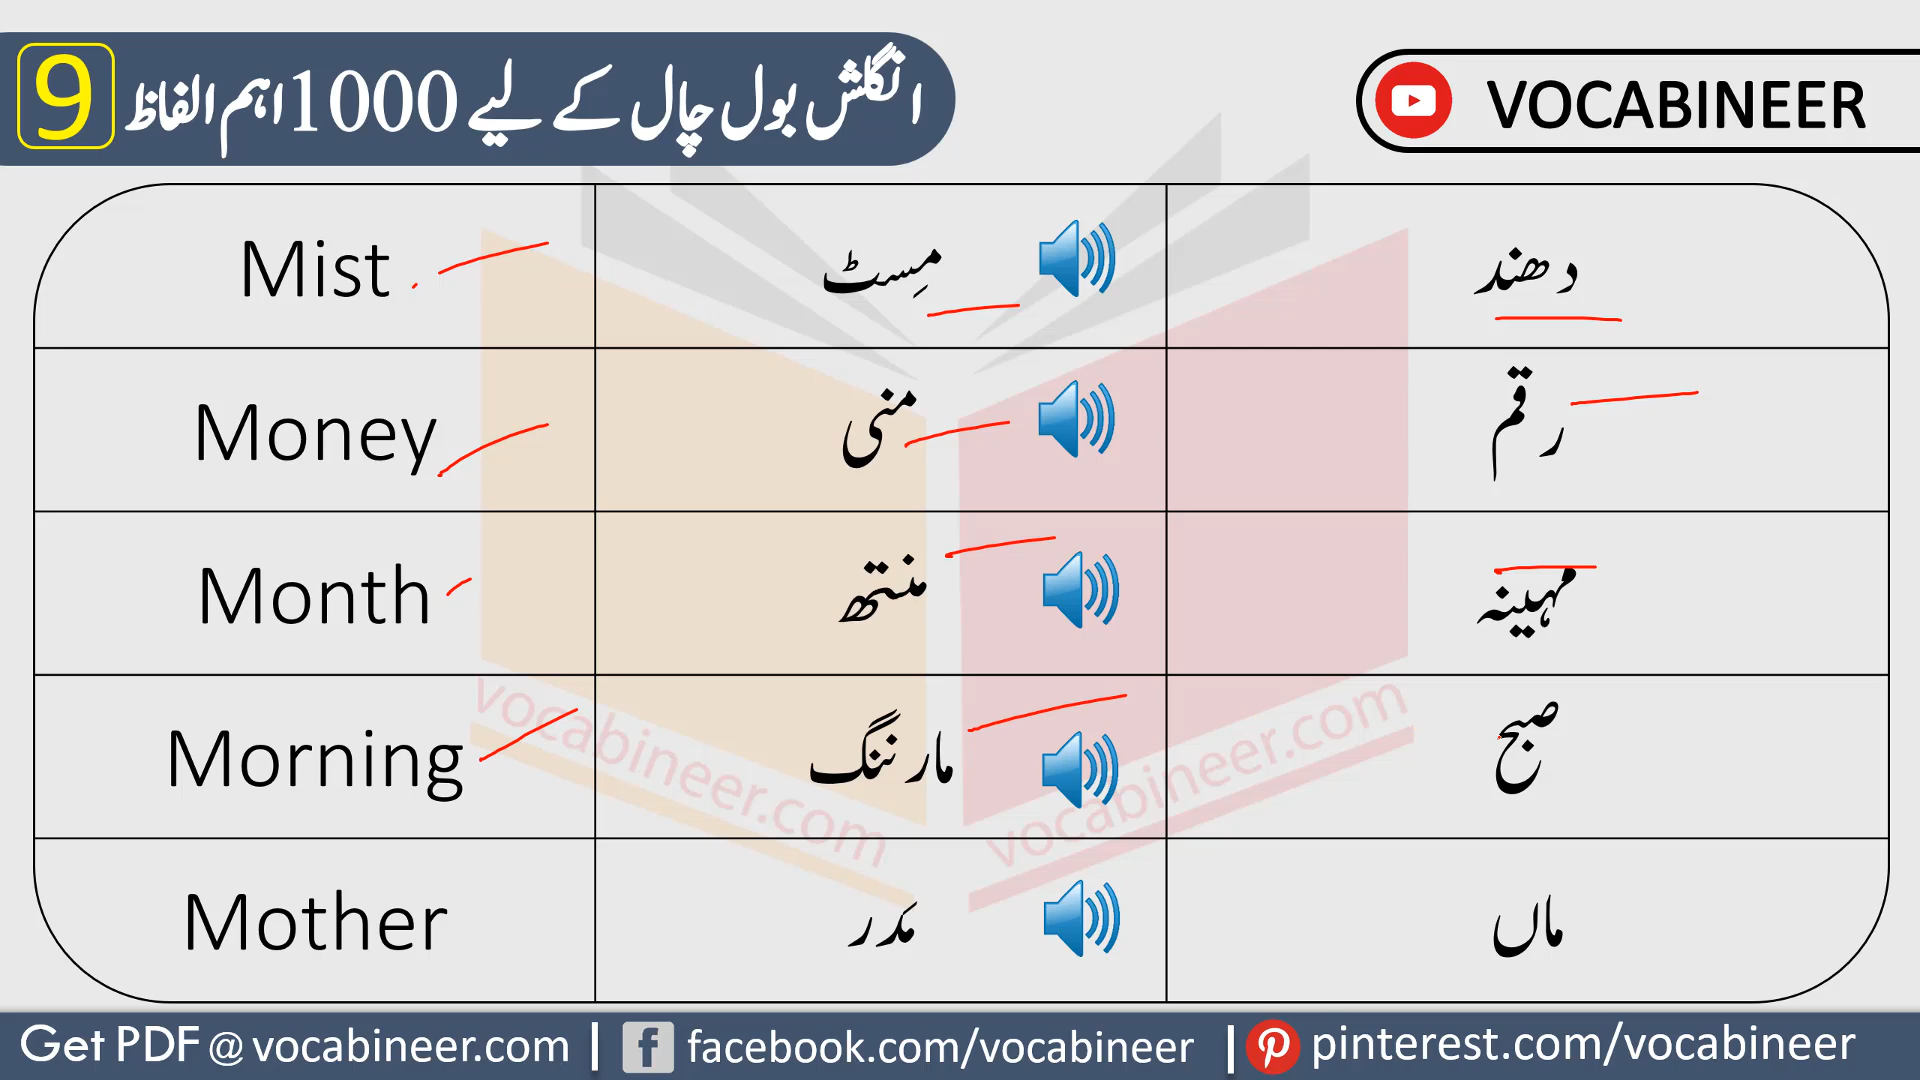 9 انگلش بول چال کے لیے 1000 اہم الفاظ
VOCABINEER
Mist مِسٹ دھند
Money منی رقم
Month منتھ مہینہ
Morning مارننگ صبح
Mother مَدر ماں
vocabineer.com vocabineer.com
Get PDF @ vocabineer.com | facebook.com/vocabineer | pinterest.com/vocabineer